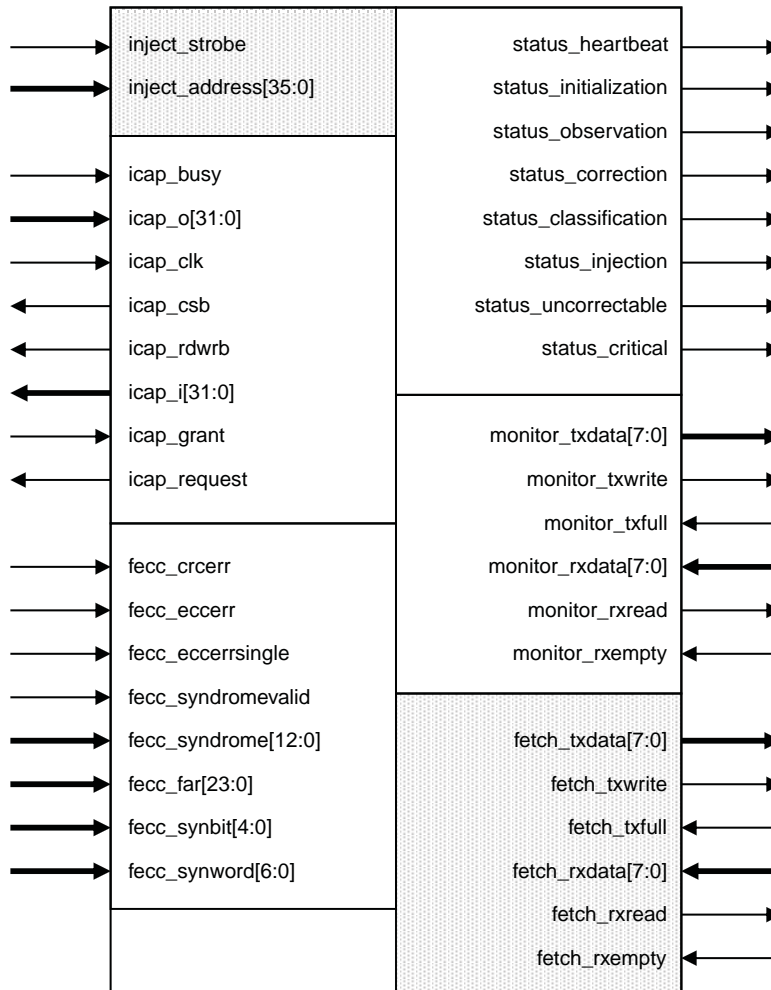 inject_strobe
inject_address[35:0]
icap_busy
icap_o[31:0]
icap_clk
icap_csb
icap_rdwrb
icap_i[31:0]
icap_grant
icap_request
fecc_crcerr
fecc_eccerr
fecc_eccerrsingle
fecc_syndromevalid
fecc_syndrome[12:0]
fecc_far[23:0]
fecc_synbit[4:0]
fecc_synword[6:0]
status_heartbeat
status_initialization
status_observation
status_correction
status_classification
status_injection
status_uncorrectable
status_critical
monitor_txdata[7:0]
monitor_txwrite
monitor_txfull
monitor_rxdata[7:0]
monitor_rxread
monitor_rxempty
fetch_txdata[7:0]
fetch_txwrite
fetch_txfull
fetch_rxdata[7:0]
fetch_rxread
fetch_rxempty